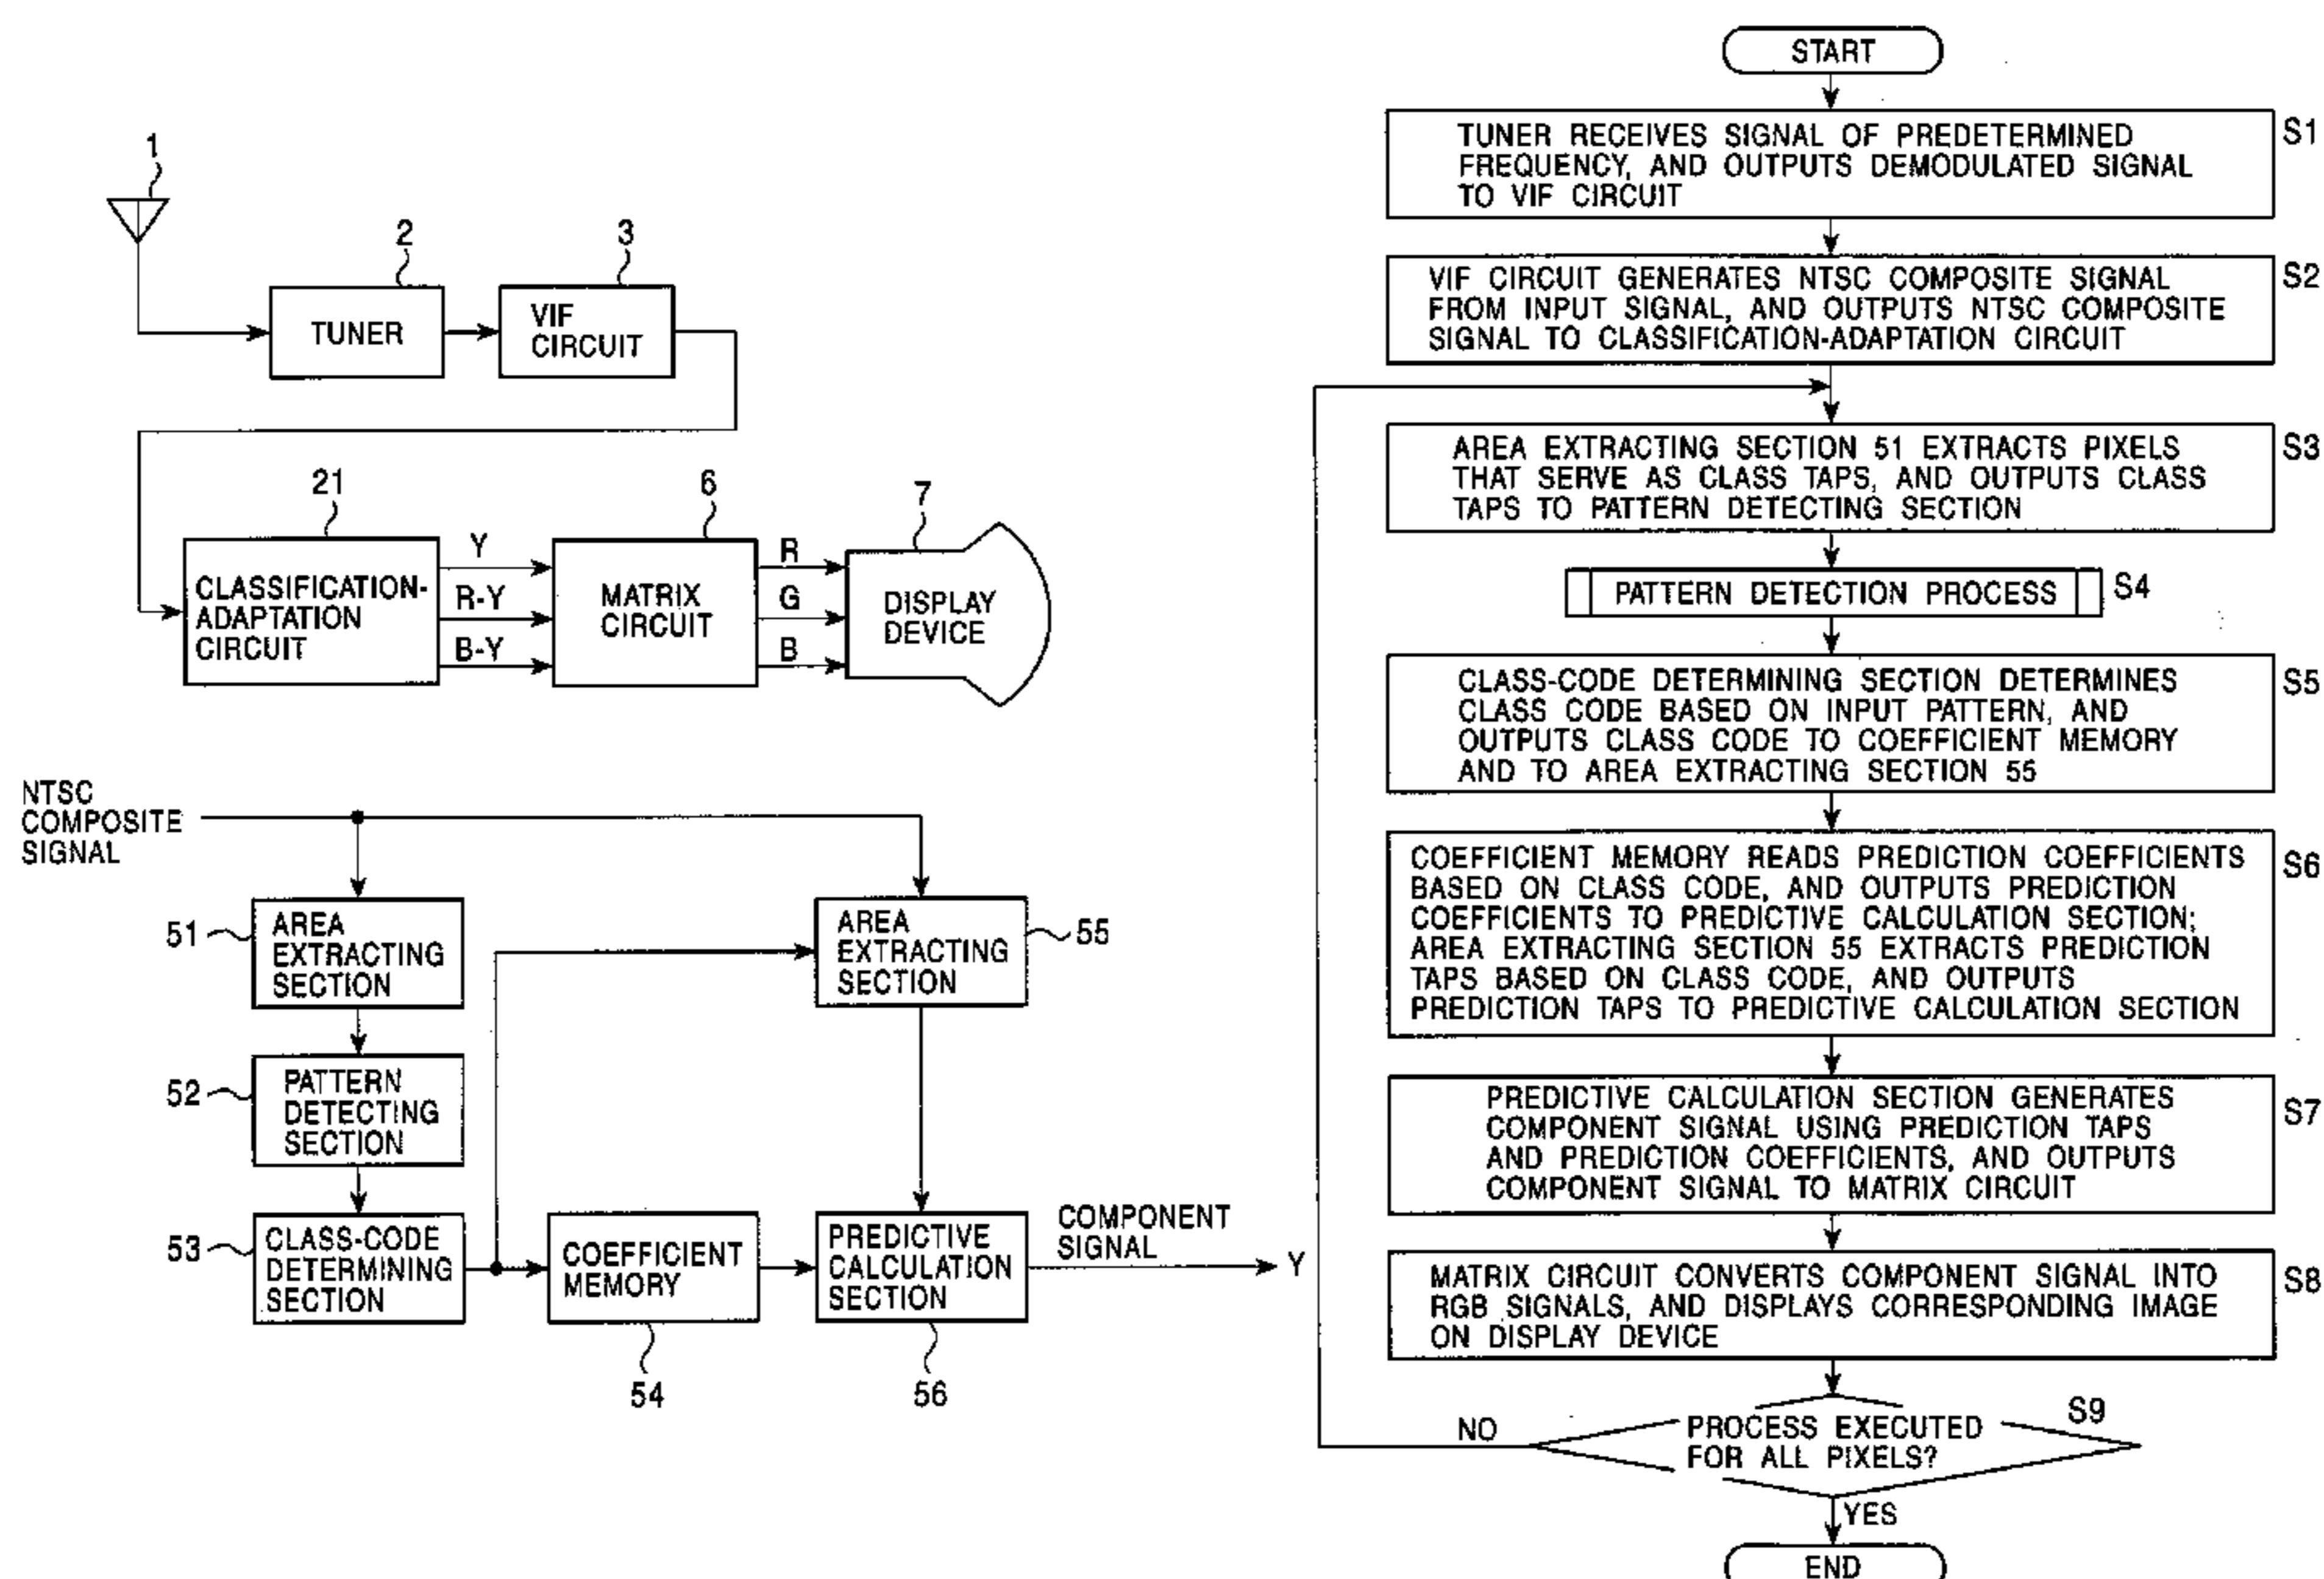 1
2
3
TUNER
VIF
CIRCUIT
21
6
7
CLASSIFICATION-
ADAPTATION
CIRCUIT
Y
R-Y
B-Y
MATRIX
CIRCUIT
R
G
B
DISPLAY
DEVICE
NTSC
COMPOSITE
SIGNAL
51
AREA
EXTRACTING
SECTION
AREA
EXTRACTING
SECTION
55
52
PATTERN
DETECTING
SECTION
53
CLASS-CODE
DETERMINING
SECTION
COEFFICIENT
MEMORY
PREDICTIVE
CALCULATION
SECTION
COMPONENT
SIGNAL
Y
54
56
START
TUNER RECEIVES SIGNAL OF PREDETERMINED
FREQUENCY, AND OUTPUTS DEMODULATED SIGNAL
TO VIF CIRCUIT
S1
VIF CIRCUIT GENERATES NTSC COMPOSITE SIGNAL
FROM INPUT SIGNAL, AND OUTPUTS NTSC COMPOSITE
SIGNAL TO CLASSIFICATION-ADAPTATION CIRCUIT
S2
AREA EXTRACTING SECTION 51 EXTRACTS PIXELS
THAT SERVE AS CLASS TAPS, AND OUTPUTS CLASS
TAPS TO PATTERN DETECTING SECTION
S3
PATTERN DETECTION PROCESS
S4
CLASS-CODE DETERMINING SECTION DETERMINES
CLASS CODE BASED ON INPUT PATTERN, AND
OUTPUTS CLASS CODE TO COEFFICIENT MEMORY
AND TO AREA EXTRACTING SECTION 55
S5
COEFFICIENT MEMORY READS PREDICTION COEFFICIENTS
BASED ON CLASS CODE, AND OUTPUTS PREDICTION
COEFFICIENTS TO PREDICTIVE CALCULATION SECTION;
AREA EXTRACTING SECTION 55 EXTRACTS PREDICTION
TAPS BASED ON CLASS CODE, AND OUTPUTS
PREDICTION TAPS TO PREDICTIVE CALCULATION SECTION
S6
PREDICTIVE CALCULATION SECTION GENERATES
COMPONENT SIGNAL USING PREDICTION TAPS
AND PREDICTION COEFFICIENTS, AND OUTPUTS
COMPONENT SIGNAL TO MATRIX CIRCUIT
S7
MATRIX CIRCUIT CONVERTS COMPONENT SIGNAL INTO
RGB SIGNALS, AND DISPLAYS CORRESPONDING IMAGE
ON DISPLAY DEVICE
S8
PROCESS EXECUTED
FOR ALL PIXELS?
S9
NO
YES
END